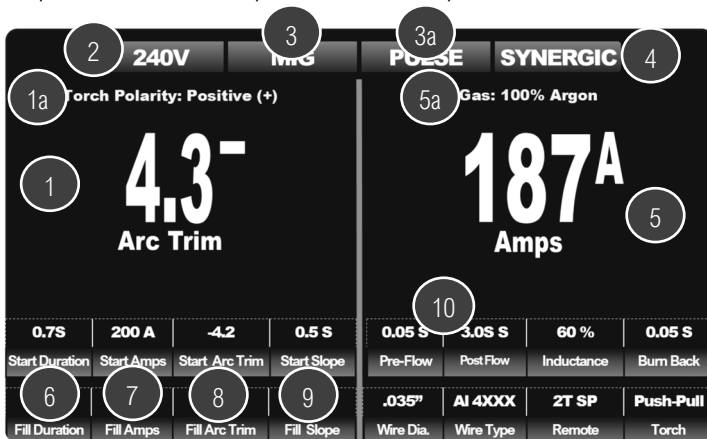 2 240V 3 MIG 3a PULSE SYNERGIC 4
1a Torch Polarity: Positive (+) 5a Gas: 100% Argon
1 4.3- 187A 5
Arc Trim Amps
10
0.7S 200 A -4.2 0.5 S 0.05 S 3.0S S 60 % 0.05 S
Start Duration Start Amps Start Arc Trim Start Slope Pre-Flow Post Flow Inductance Burn Back
6 7 8 9 .035” Al 4XXX 2T SP Push-Pull
Fill Duration Fill Amps Fill Arc Trim Fill Slope Wire Dia. Wire Type Remote Torch